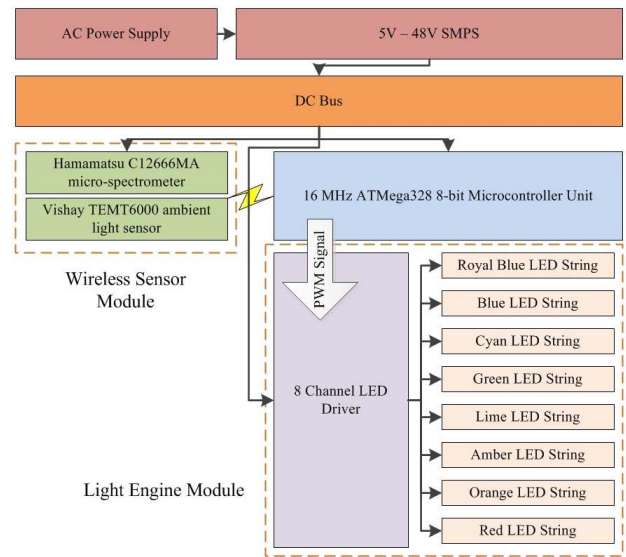 AC Power Supply
5V – 48V SMPS
DC Bus
Hamamatsu C12666MA
micro-spectrometer
Vishay TEMT6000 ambient
light sensor
16 MHz ATMega328 8-bit Microcontroller Unit
Wireless Sensor
Module
PWM Signal
8 Channel LED
Driver
Royal Blue LED String
Blue LED String
Cyan LED String
Green LED String
Lime LED String
Amber LED String
Orange LED String
Red LED String
Light Engine Module